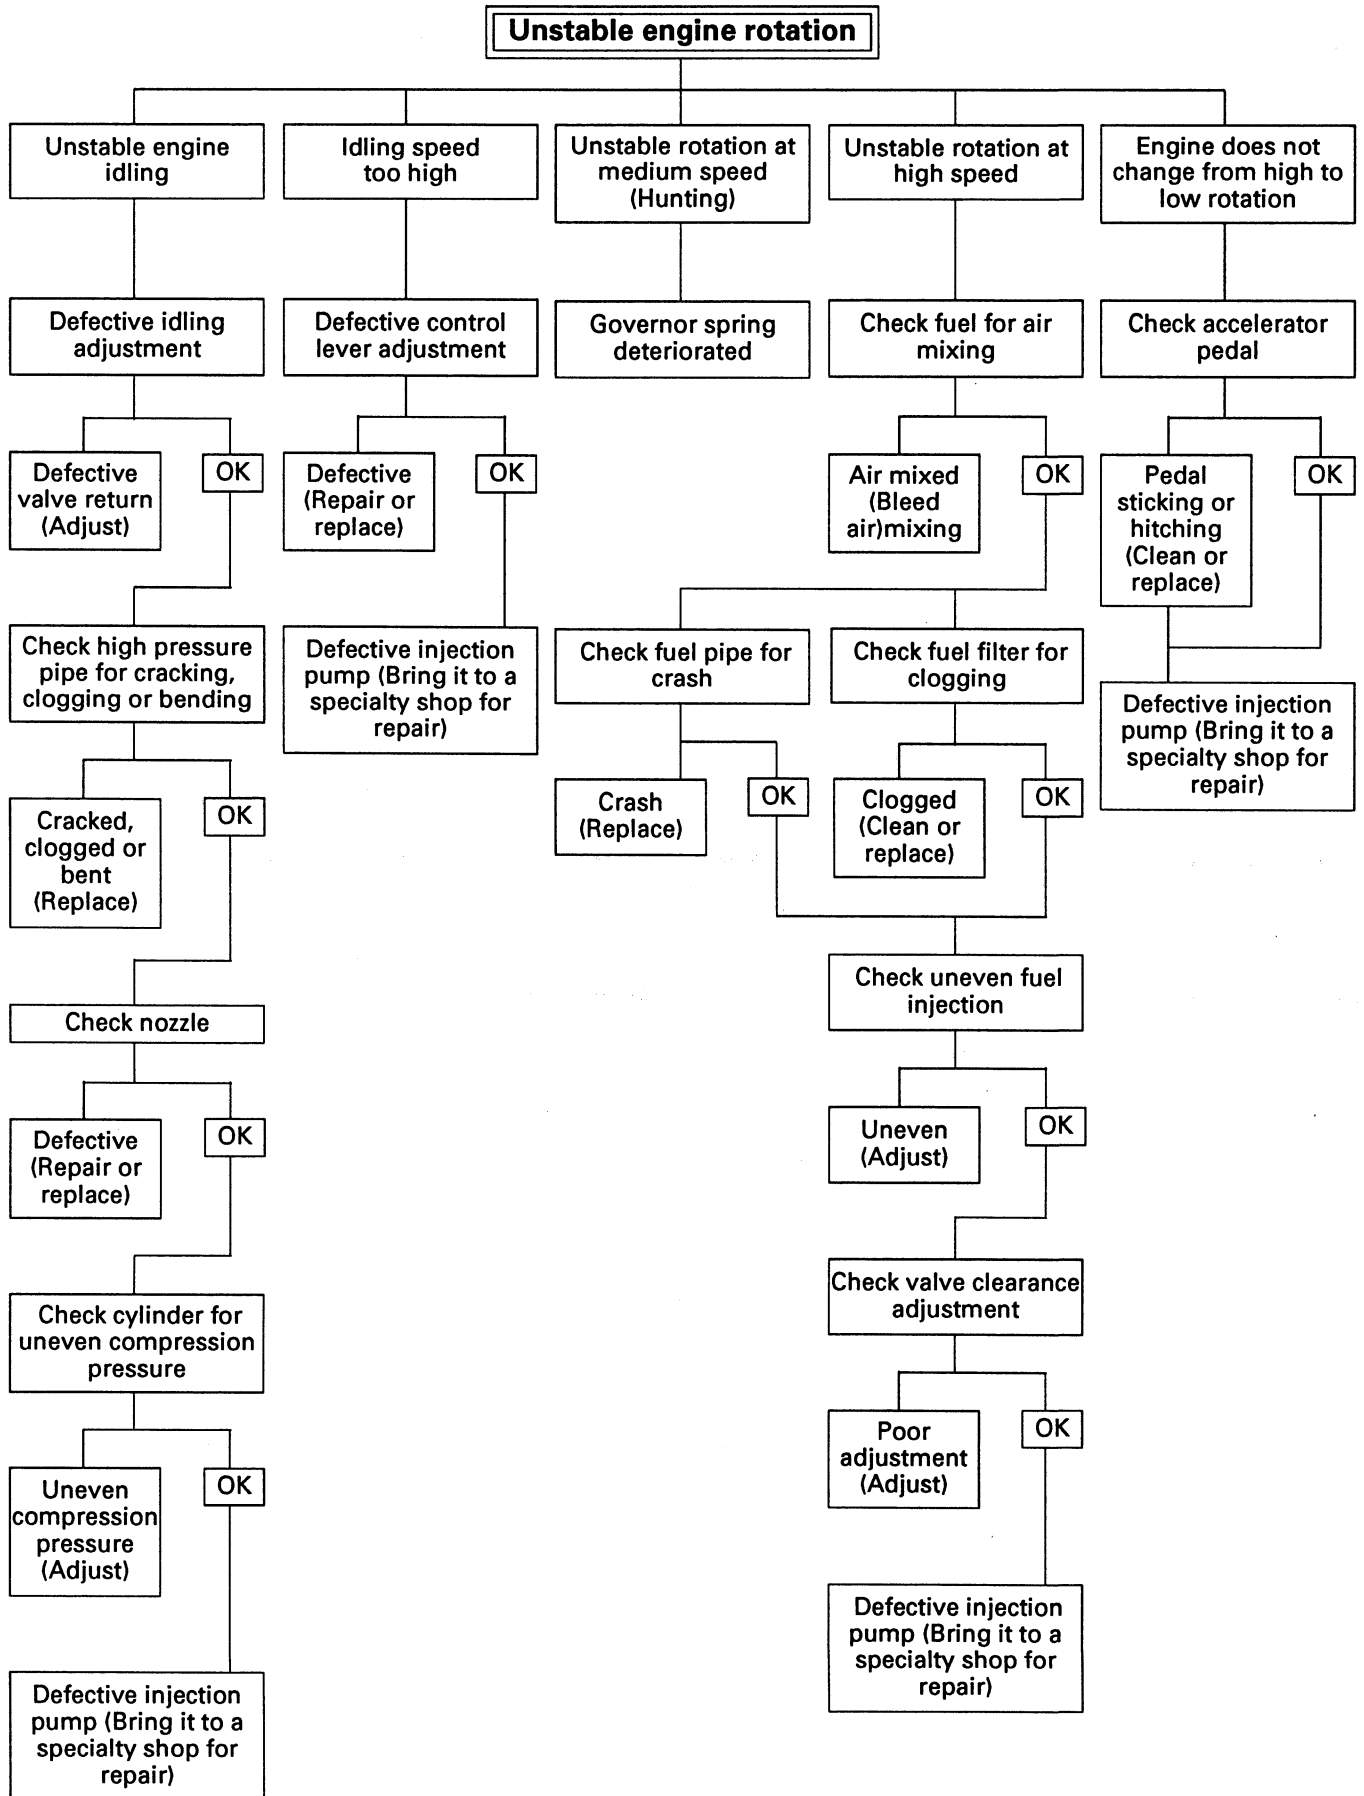 Unstable engine rotation
Unstable engine
idling
Idling speed
too high
Unstable rotation at
medium speed
(Hunting)
Unstable rotation at
high speed
Engine does not
change from high to
low rotation
Defective idling
adjustment
Defective control
lever adjustment
Governor spring
deteriorated
Check fuel for air
mixing
Check accelerator
pedal
Defective
valve return
(Adjust)
OK
Defective
(Repair or
replace)
OK
Air mixed
(Bleed
air)mixing
OK
Pedal
sticking or
hitching
(Clean or
replace)
OK
Check high pressure
pipe for cracking,
clogging or bending
Defective injection
pump (Bring it to a
specialty shop for
repair)
Check fuel pipe for
crash
Check fuel filter for
clogging
Defective injection
pump (Bring it to a
specialty shop for
repair)
Cracked,
clogged or
bent
(Replace)
OK
Crash
(Replace)
OK
Clogged
(Clean or
replace)
OK
Check nozzle
Check uneven fuel
injection
Defective
(Repair or
replace)
OK
Uneven
(Adjust)
OK
Check cylinder for
uneven compression
pressure
Check valve clearance
adjustment
Uneven
compression
pressure
(Adjust)
OK
Poor
adjustment
(Adjust)
OK
Defective injection
pump (Bring it to a
specialty shop for
repair)
Defective injection
pump (Bring it to a
specialty shop for
repair)